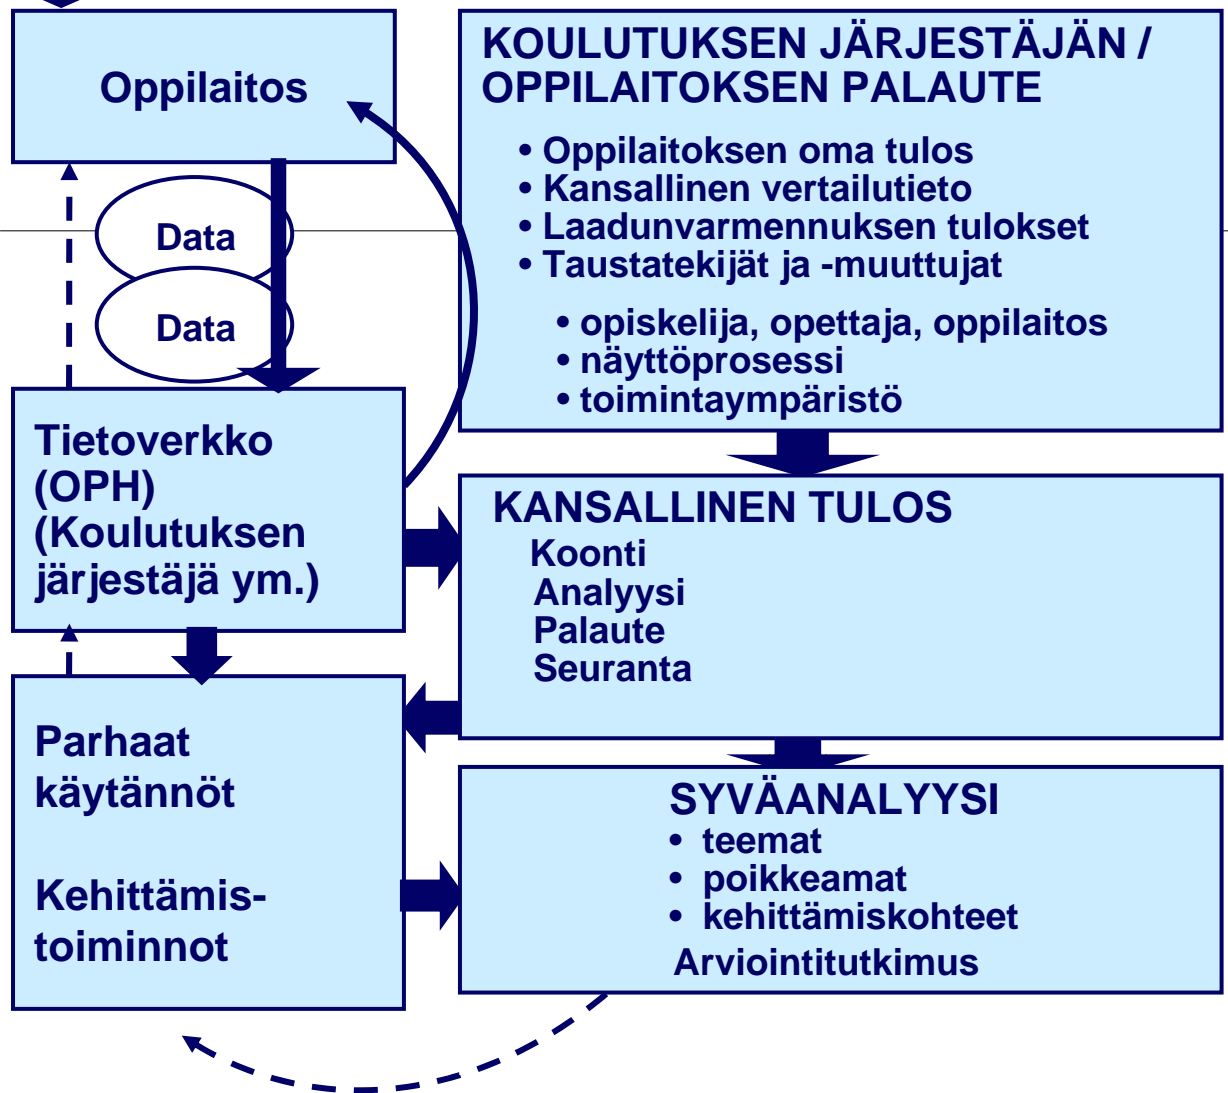 Oppilaitos
Data
Data
Tietoverkko
(OPH)
(Koulutuksen
järjestäjä ym.)
Parhaat
käytännöt
Kehittämis-
toiminnot
KOULUTUKSEN JÄRJESTÄJÄN /
OPPILAITOKSEN PALAUTE
• Oppilaitoksen oma tulos
• Kansallinen vertailutieto
• Laadunvarmennuksen tulokset
• Taustatekijät ja -muuttujat
• opiskelija, opettaja, oppilaitos
• näyttöprosessi
• toimintaympäristö
KANSALLINEN TULOS
Koonti
Analyysi
Palaute
Seuranta
SYVÄANALYYSI
• teemat
• poikkeamat
• kehittämiskohteet
Arviointitutkimus